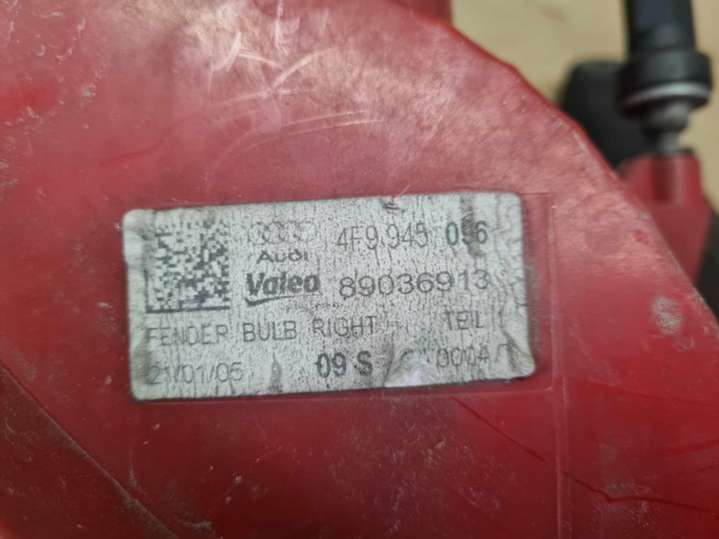 4F9.945 096
AUDI
Valeo 89036913
FENDER BULB RIGHT TEIL
21/01/05 09 S 0004